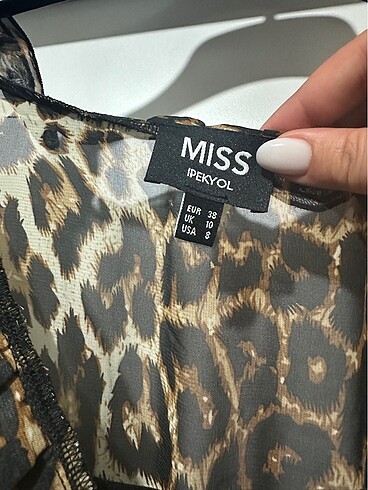 MISS
IPEKYOL
EUR 38
UK 10
USA 8